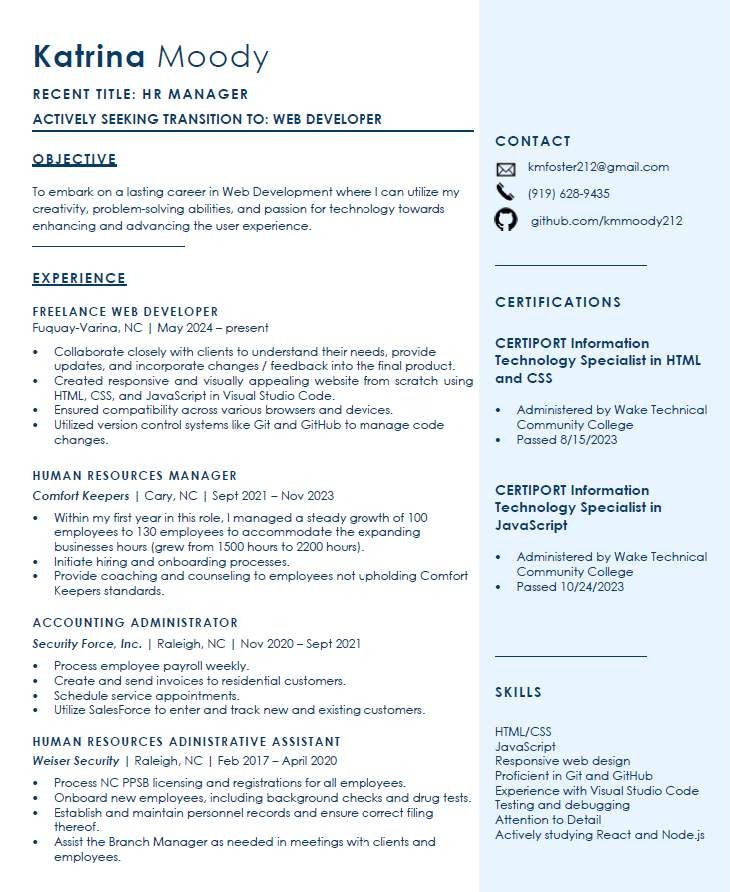 Katrina Moody
RECENT TITLE: HR MANAGER
ACTIVELY SEEKING TRANSITION TO: WEB DEVELOPER
OBJECTIVE
To embark on a lasting career in Web Development where I can utilize my
creativity, problem-solving abilities, and passion for technology towards
enhancing and advancing the user experience.
EXPERIENCE
FREELANCE WEB DEVELOPER
Fuquay-Varina, NC | May 2024 – present
• Collaborate closely with clients to understand their needs, provide
updates, and incorporate changes / feedback into the final product.
• Created responsive and visually appealing website from scratch using
HTML, CSS, and JavaScript in Visual Studio Code.
• Ensured compatibility across various browsers and devices.
• Utilized version control systems like Git and GitHub to manage code
changes.
HUMAN RESOURCES MANAGER
Comfort Keepers | Cary, NC | Sept 2021 – Nov 2023
• Within my first year in this role, I managed a steady growth of 100
employees to 130 employees to accommodate the expanding
businesses hours (grew from 1500 hours to 2200 hours).
• Initiate hiring and onboarding processes.
• Provide coaching and counseling to employees not upholding Comfort
Keepers standards.
ACCOUNTING ADMINISTRATOR
Security Force, Inc. | Raleigh, NC | Nov 2020 – Sept 2021
• Process employee payroll weekly.
• Create and send invoices to residential customers.
• Schedule service appointments.
• Utilize SalesForce to enter and track new and existing customers.
HUMAN RESOURCES ADINISTRATIVE ASSISTANT
Weiser Security | Raleigh, NC | Feb 2017 – April 2020
• Process NC PPSB licensing and registrations for all employees.
• Onboard new employees, including background checks and drug tests.
• Establish and maintain personnel records and ensure correct filing
thereof.
• Assist the Branch Manager as needed in meetings with clients and
employees.
CONTACT
kmfoster212@gmail.com
(919) 628-9435
github.com/kmmoody212
CERTIFICATIONS
CERTIPORT Information
Technology Specialist in HTML
and CSS
• Administered by Wake Technical
Community College
• Passed 8/15/2023
CERTIPORT Information
Technology Specialist in
JavaScript
• Administered by Wake Technical
Community College
• Passed 10/24/2023
SKILLS
HTML/CSS
JavaScript
Responsive web design
Proficient in Git and GitHub
Experience with Visual Studio Code
Testing and debugging
Attention to Detail
Actively studying React and Node.js